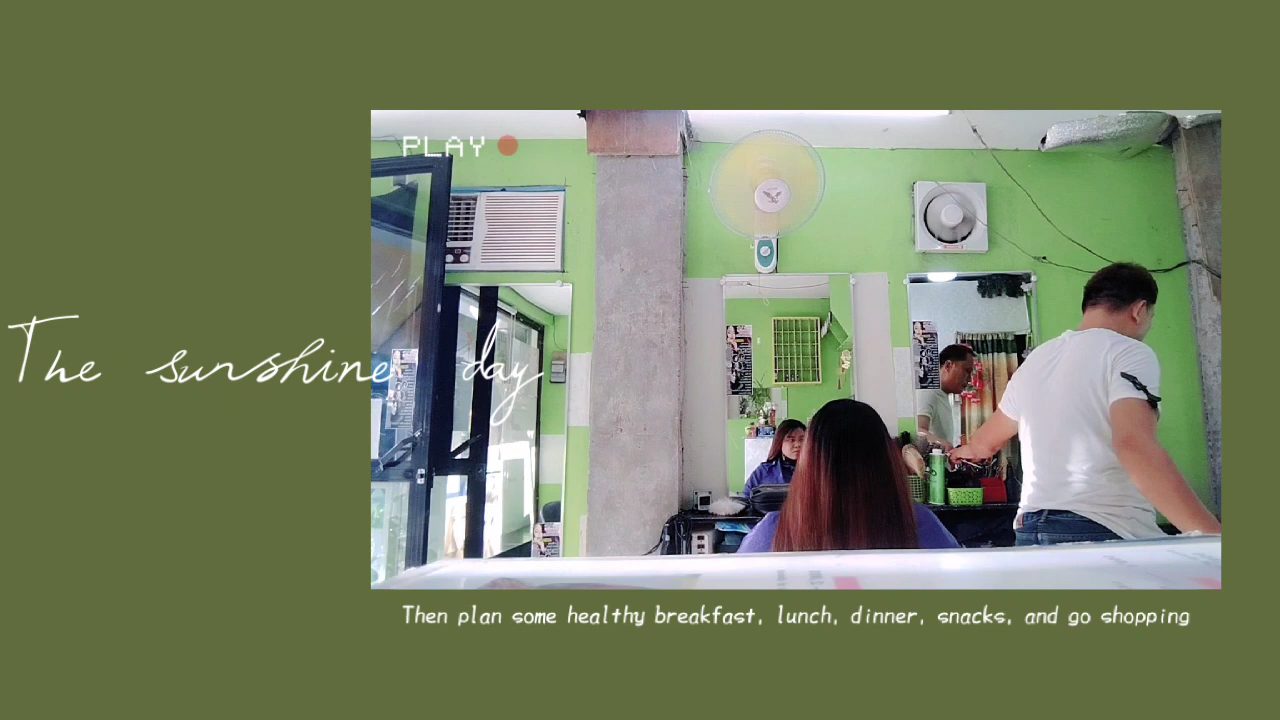 PLAY
The sunshine day
Then plan some healthy breakfast, lunch, dinner, snacks, and go shopping